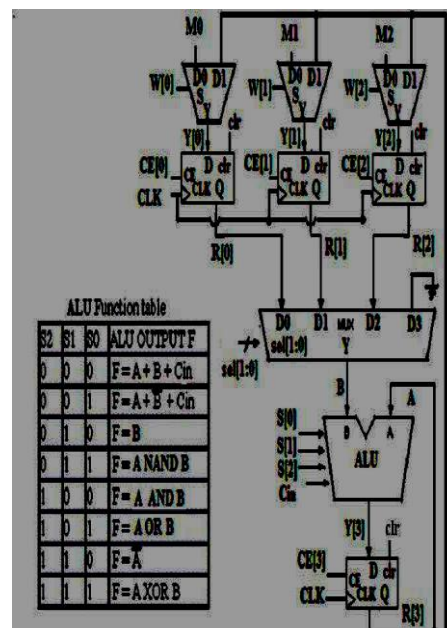 M0 M1 M2
D0 D1 D0 D1 D0 D1
W[0] S W[1] S W[2] S
Y Y Y
Y[0] clr Y[1] clr Y[2] clr
D clr D clr D clr
CE[0] CE CE[1] CE CE[2] CE
CLK CLK Q CLK Q CLK Q
R[0] R[1] R[2]
D0 D1 MUX D2 D3
sel[1:0] Y
sel[1:0]
B A
S[0] B A
S[1]
S[2] ALU
Cin
Y[3] clr
CE[3] CE D clr
CLK CLK Q
R[3]
ALU Function table
S2 S1 S0 ALU OUTPUT F
0 0 0 F = A + B + Cin
0 0 1 F = A + B + Cin
0 1 0 F = B
0 1 1 F = A NAND B
1 0 0 F = A AND B
1 0 1 F = A OR B
1 1 0 F = A̅
1 1 1 F = A XOR B